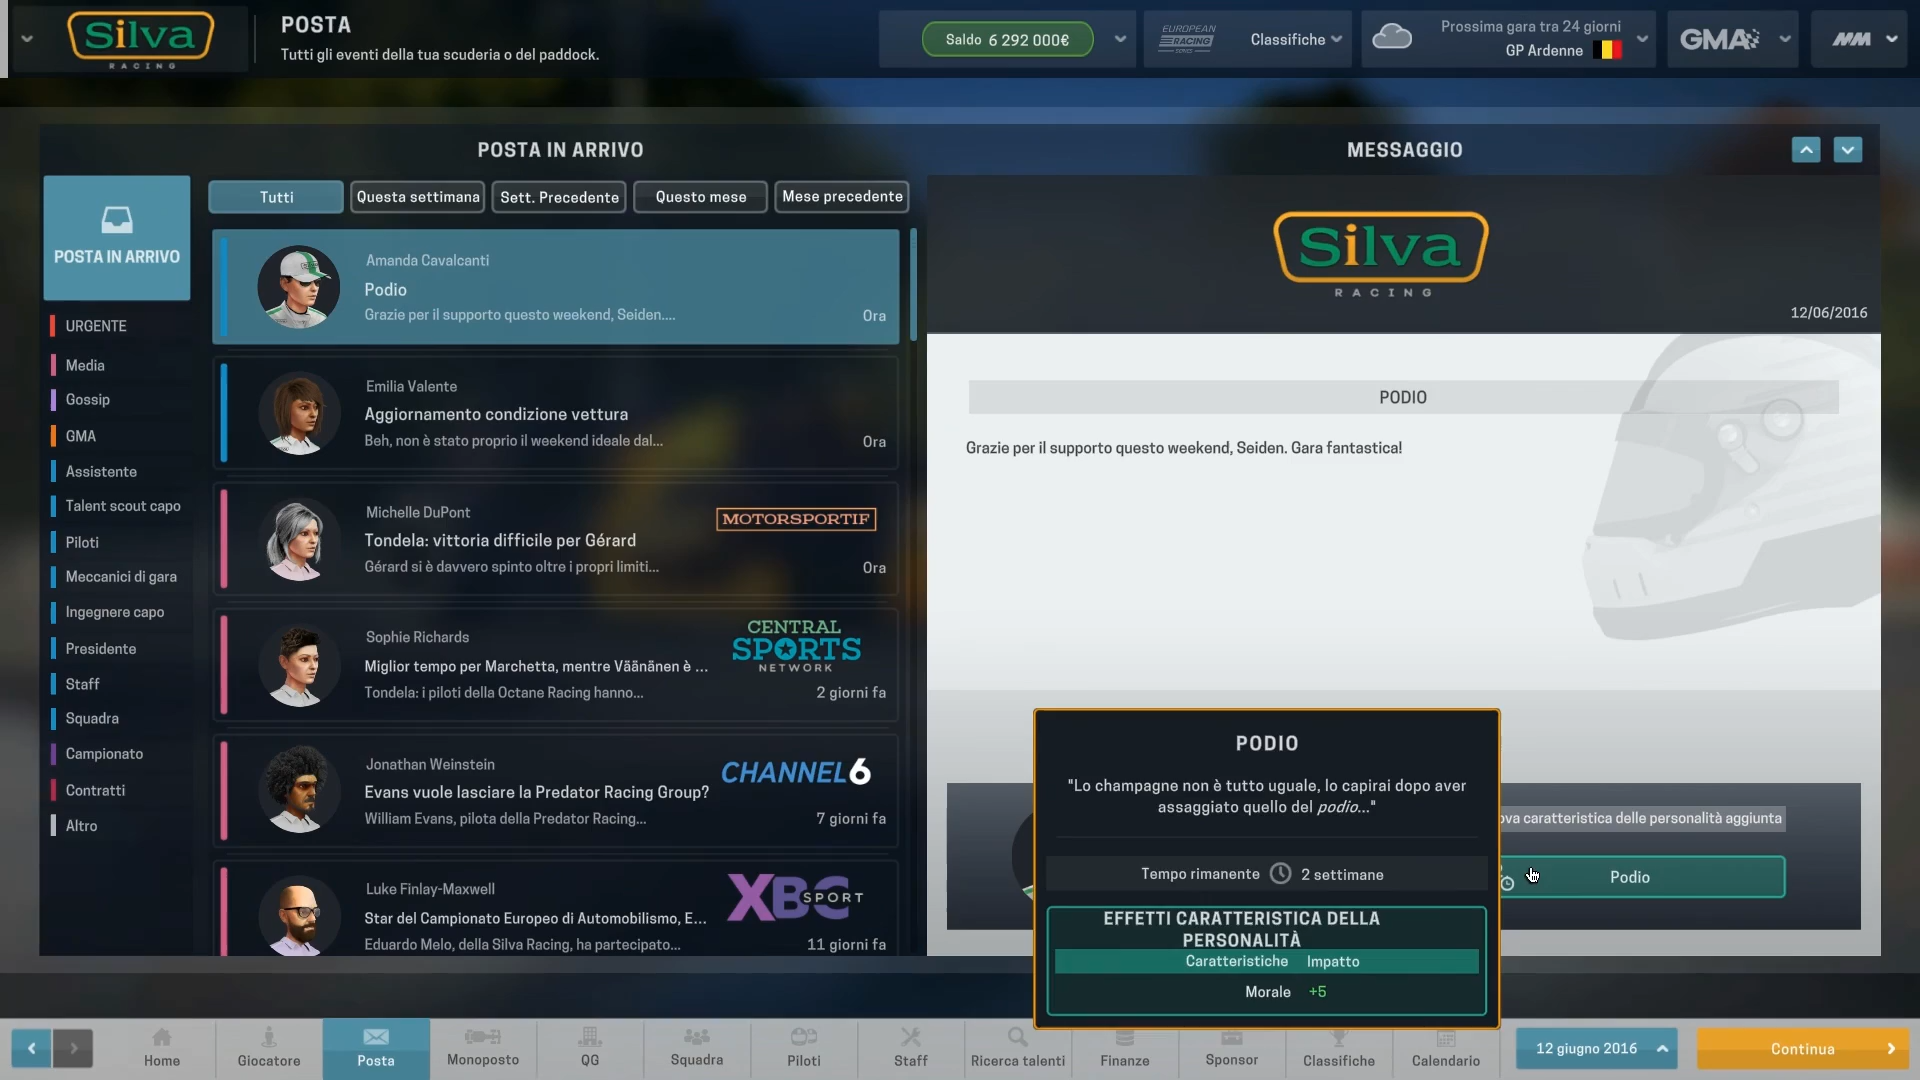 Silva
RACING
POSTA
Tutti gli eventi della tua scuderia o del paddock.
Saldo 6 292 000€
EUROPEAN
RACING
SERIES
Classifiche
Prossima gara tra 24 giorni
GP Ardenne
GMA
MM
POSTA IN ARRIVO
MESSAGGIO
POSTA IN ARRIVO
URGENTE
Media
Gossip
GMA
Assistente
Talent scout capo
Piloti
Meccanici di gara
Ingegnere capo
Presidente
Staff
Squadra
Campionato
Contratti
Altro
Tutti
Questa settimana
Sett. Precedente
Questo mese
Mese precedente
Amanda Cavalcanti
Podio
Grazie per il supporto questo weekend, Seiden....
Ora
Emilia Valente
Aggiornamento condizione vettura
Beh, non è stato proprio il weekend ideale dal...
Ora
Michelle DuPont
MOTORSPORTIF
Tondela: vittoria difficile per Gérard
Gérard si è davvero spinto oltre i propri limiti...
Ora
Sophie Richards
CENTRAL
SPORTS
NETWORK
Miglior tempo per Marchetta, mentre Väänänen è ...
Tondela: i piloti della Octane Racing hanno...
2 giorni fa
Jonathan Weinstein
CHANNEL6
Evans vuole lasciare la Predator Racing Group?
William Evans, pilota della Predator Racing...
7 giorni fa
Luke Finlay-Maxwell
XBC SPORT
Star del Campionato Europeo di Automobilismo, E...
Eduardo Melo, della Silva Racing, ha partecipato...
11 giorni fa
Silva
RACING
12/06/2016
PODIO
Grazie per il supporto questo weekend, Seiden. Gara fantastica!
ova caratteristica delle personalità aggiunta
Podio
PODIO
"Lo champagne non è tutto uguale, lo capirai dopo aver
assaggiato quello del podio..."
Tempo rimanente 2 settimane
EFFETTI CARATTERISTICA DELLA
PERSONALITÀ
Caratteristiche Impatto
Morale +5
Home
Giocatore
Posta
Monoposto
QG
Squadra
Piloti
Staff
Ricerca talenti
Finanze
Sponsor
Classifiche
Calendario
12 giugno 2016
Continua